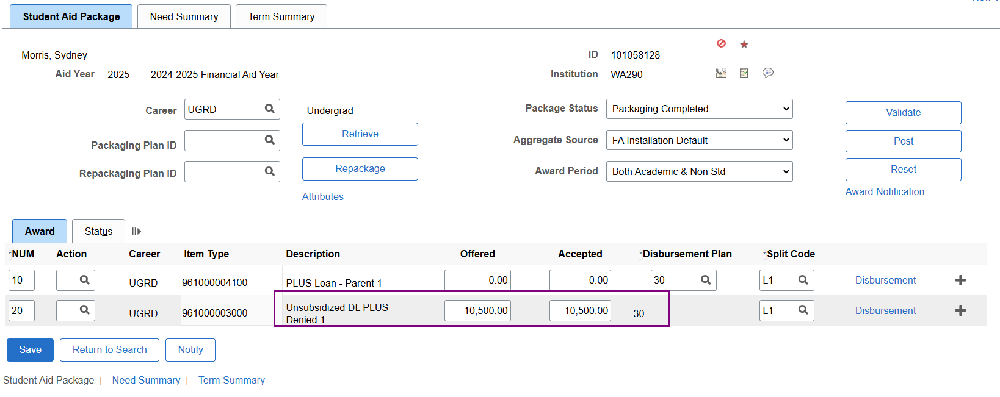 Student Aid Package Need Summary Term Summary
Morris, Sydney ID 101058128
Aid Year 2025 2024-2025 Financial Aid Year Institution WA290
Career UGRD Undergrad Package Status Packaging Completed Validate
Packaging Plan ID Retrieve Aggregate Source FA Installation Default Post
Repackaging Plan ID Repackage Award Period Both Academic & Non Std Reset
Attributes Award Notification
Award Status
*NUM Action Career Item Type Description Offered Accepted *Disbursement Plan *Split Code
10 UGRD 961000004100 PLUS Loan - Parent 1 0.00 0.00 30 L1 Disbursement
20 UGRD 961000003000 Unsubsidized DL PLUS 10,500.00 10,500.00 30 L1 Disbursement
Denied 1
Save Return to Search Notify
Student Aid Package | Need Summary | Term Summary